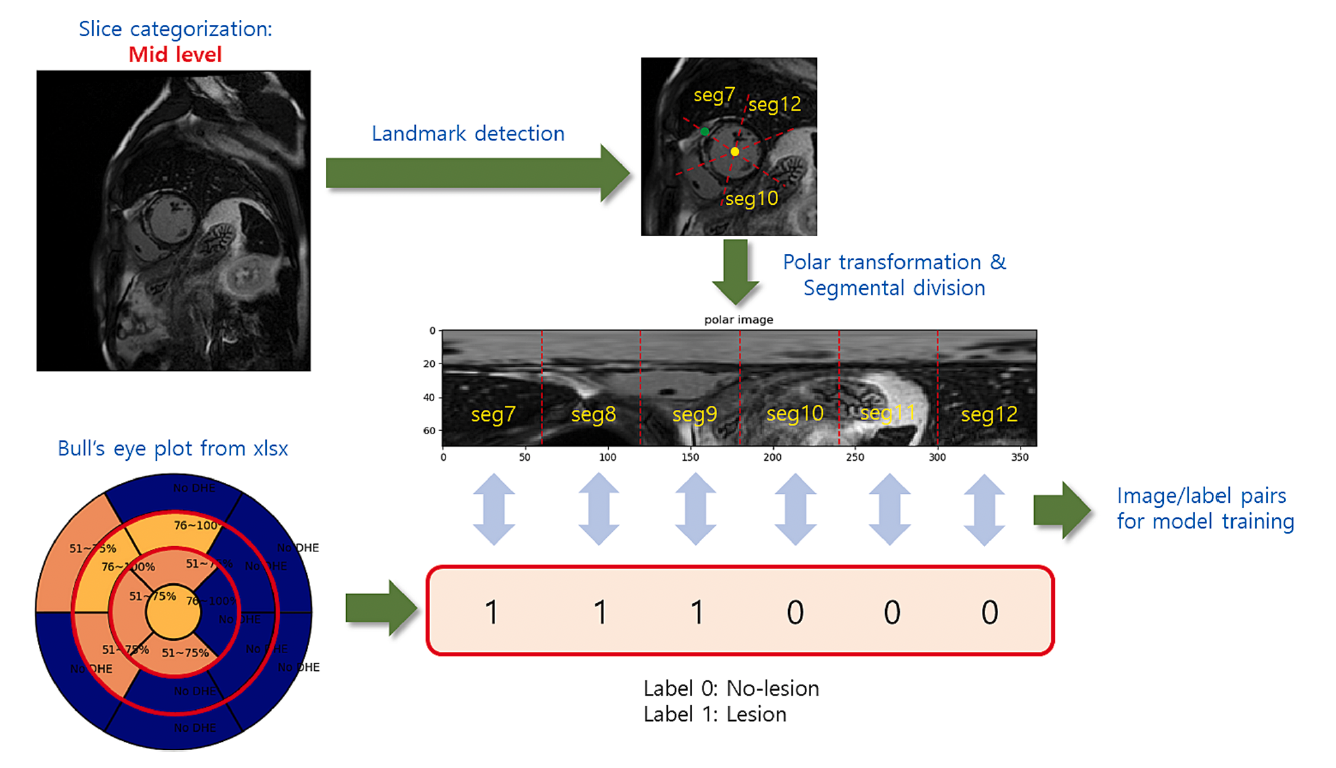 Slice categorization:
Mid level
Landmark detection
seg7
seg12
seg10
Polar transformation &
Segmental division
polar image
0
20
40
60
seg7
seg8
seg9
seg10
seg11
seg12
0
50
100
150
200
250
300
350
Bull's eye plot from xlsx
No DHE
76~100
51~75%
No DHE
76~100%
51~75%
No DHE
51~75%
76~100%
No DHE
51~75%
51~75%
No DHE
No DHE
No DHE
No DHE
No DHE
1 1 1 0 0 0
Image/label pairs
for model training
Label 0: No-lesion
Label 1: Lesion